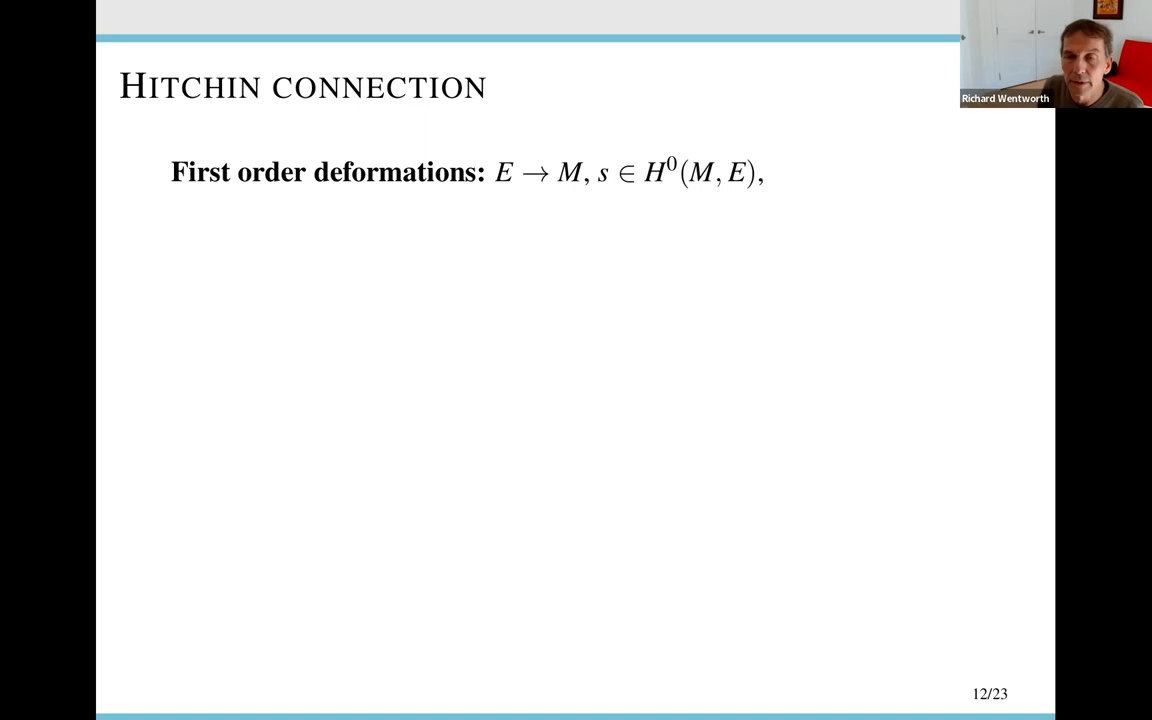 HITCHIN CONNECTION
Richard Wentworth
First order deformations: E → M, s ∈ H⁰(M, E),
12/23